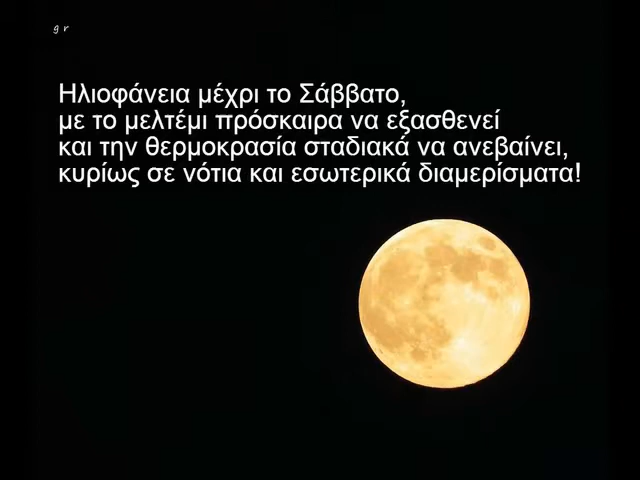 g r
Ηλιοφάνεια μέχρι το Σάββατο,
με το μελτέμι πρόσκαιρα να εξασθενεί
και την θερμοκρασία σταδιακά να ανεβαίνει,
κυρίως σε νότια και εσωτερικά διαμερίσματα!